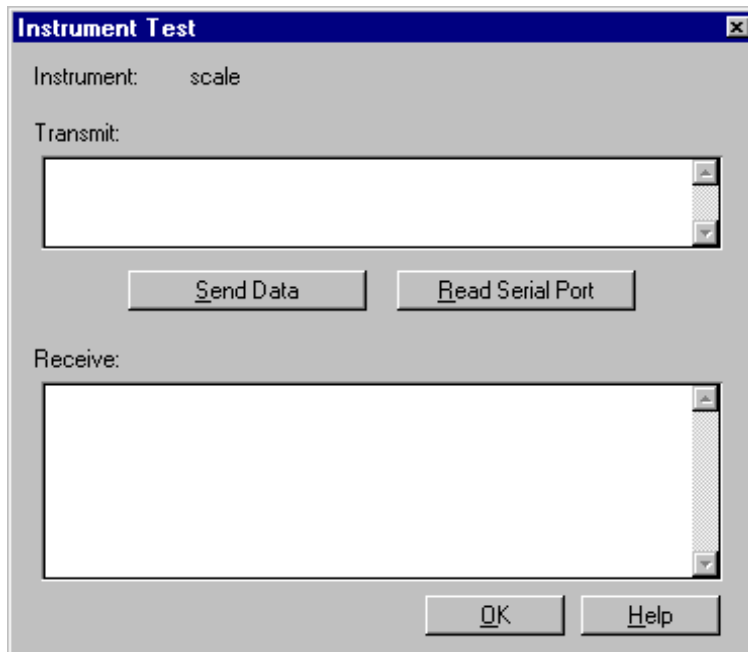 Instrument Test
Instrument: scale
Transmit:
Send Data Read Serial Port
Receive:
OK Help